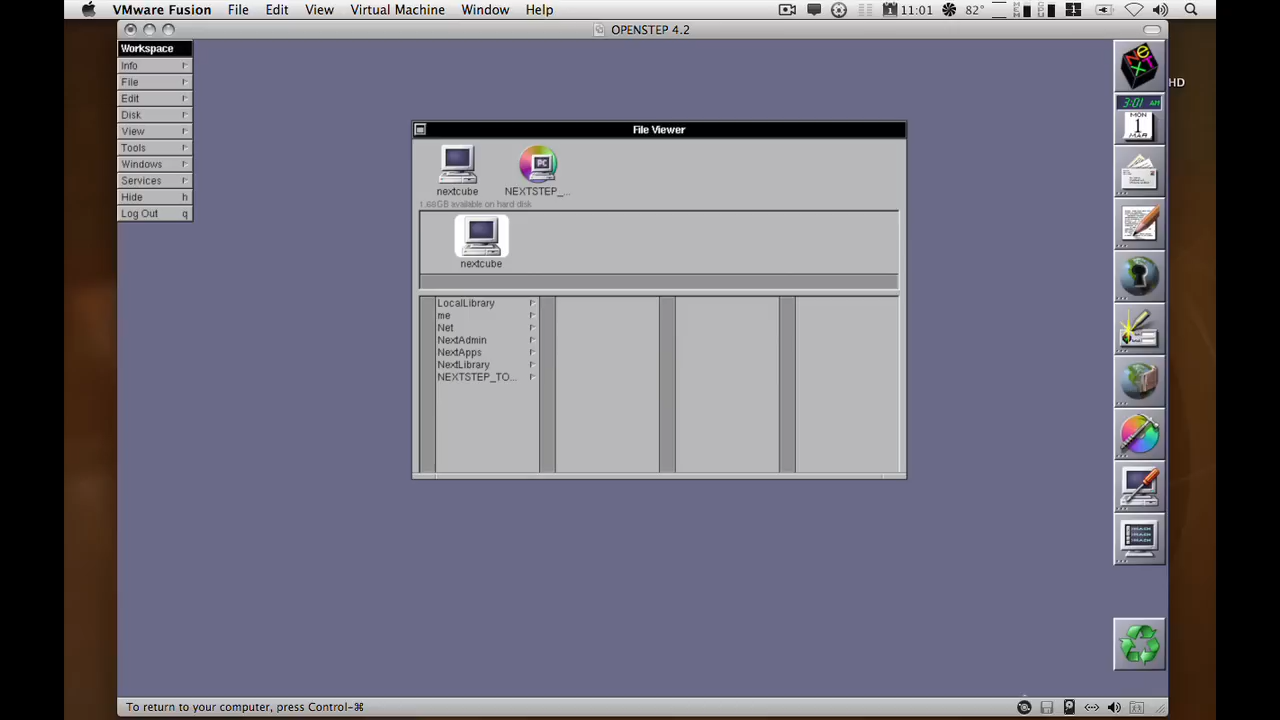 VMware Fusion File Edit View Virtual Machine Window Help 11:01 82°
OPENSTEP 4.2
HD
Workspace
Info
File
Edit
Disk
View
Tools
Windows
Services
Hide h
Log Out q
File Viewer
nextcube NEXTSTEP_...
1.68GB available on hard disk
nextcube
LocalLibrary
me
Net
NextAdmin
NextApps
NextLibrary
NEXTSTEP_TO...
NeXT
3:01 AM
MON
1
MAR
PC
To return to your computer, press Control-⌘